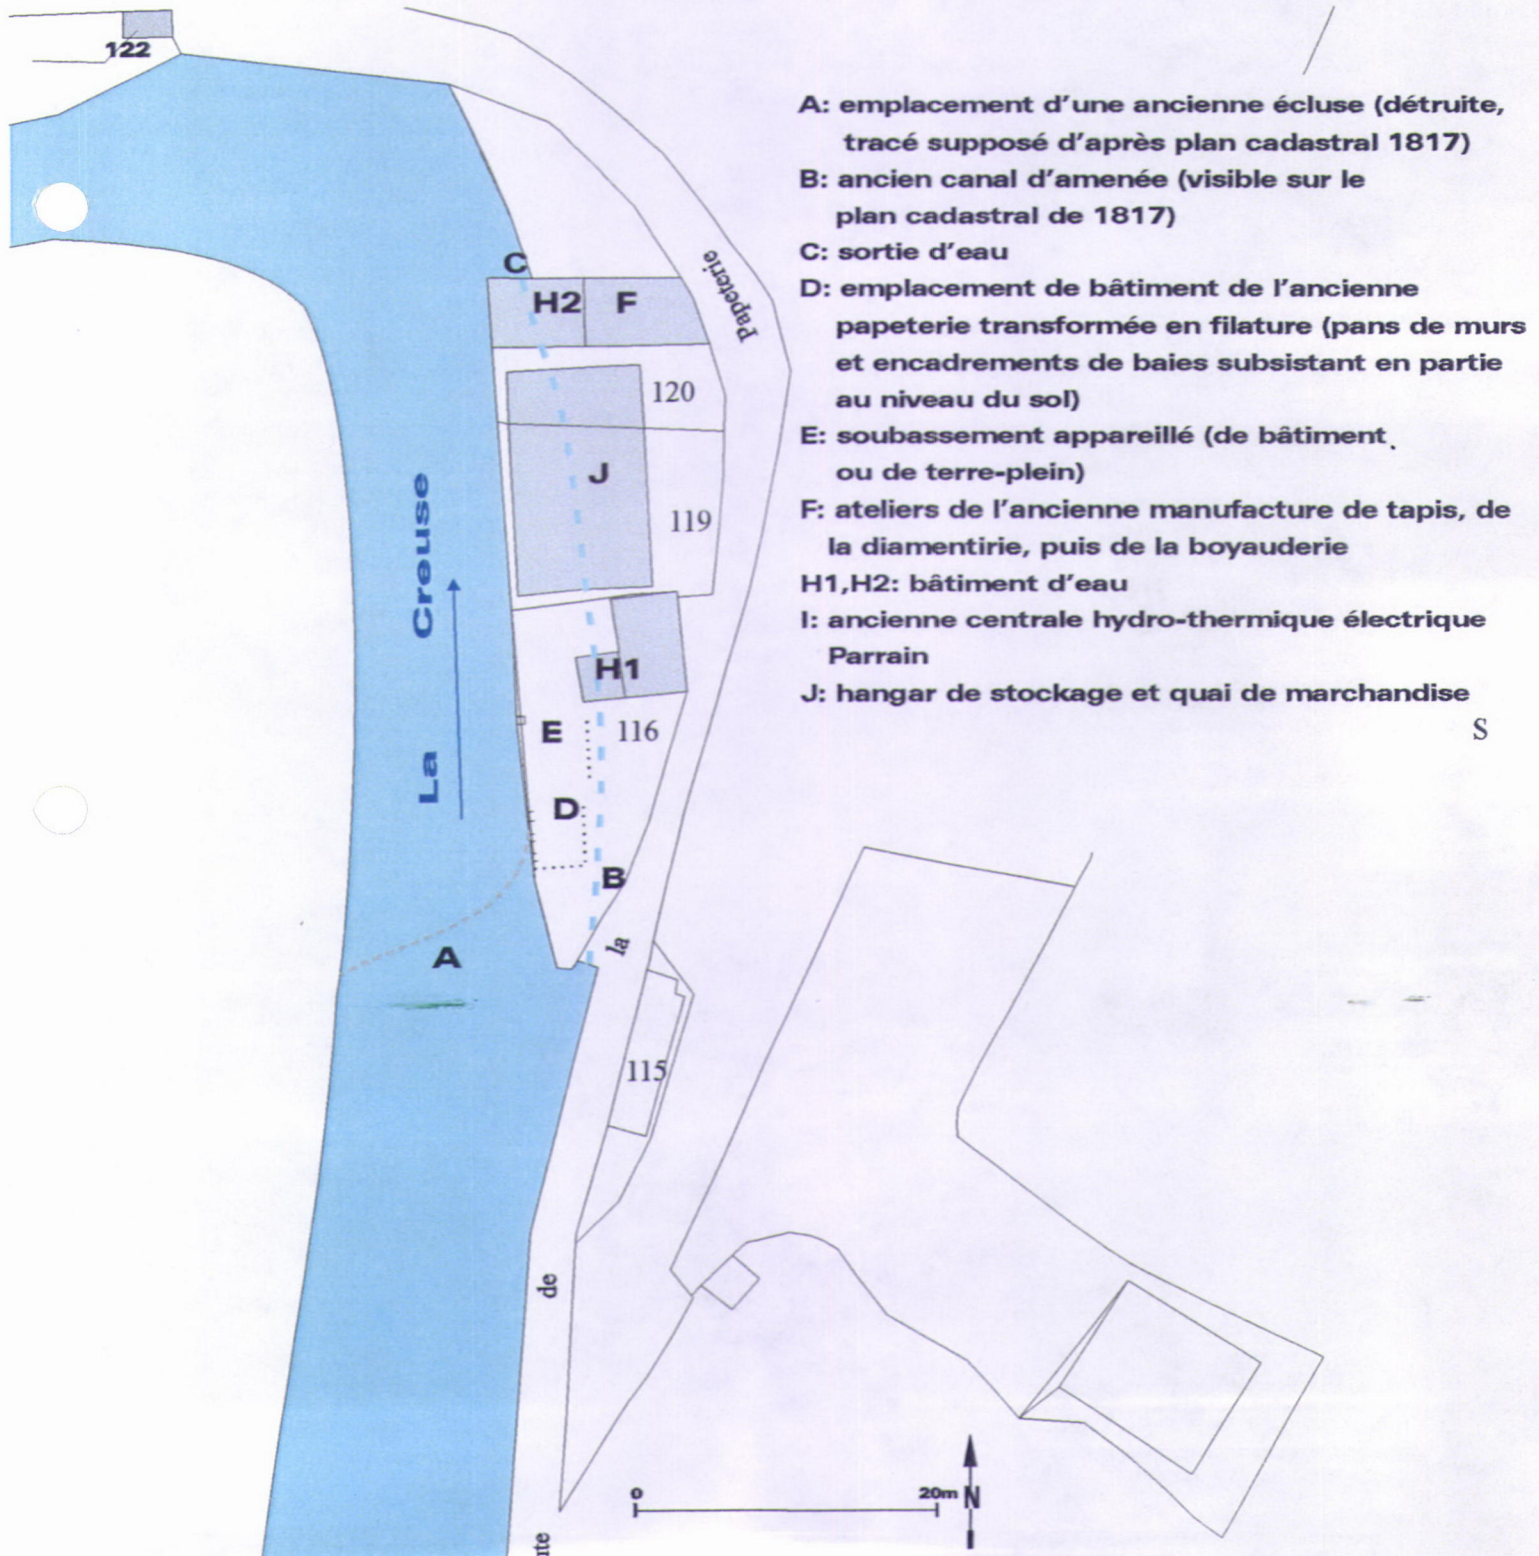 122
A: emplacement d'une ancienne écluse (détruite,
tracé supposé d'après plan cadastral 1817)
B: ancien canal d'amenée (visible sur le
plan cadastral de 1817)
C: sortie d'eau
D: emplacement de bâtiment de l'ancienne
papeterie transformée en filature (pans de murs
et encadrements de baies subsistant en partie
au niveau du sol)
E: soubassement appareillé (de bâtiment
ou de terre-plein)
F: ateliers de l'ancienne manufacture de tapis, de
la diamentirie, puis de la boyauderie
H1,H2: bâtiment d'eau
I: ancienne centrale hydro-thermique électrique
Parrain
J: hangar de stockage et quai de marchandise
S
C
H2 F
120
J
119
H1
E 116
D
B
A
115
La Creuse
de la Papeterie
0 20m N